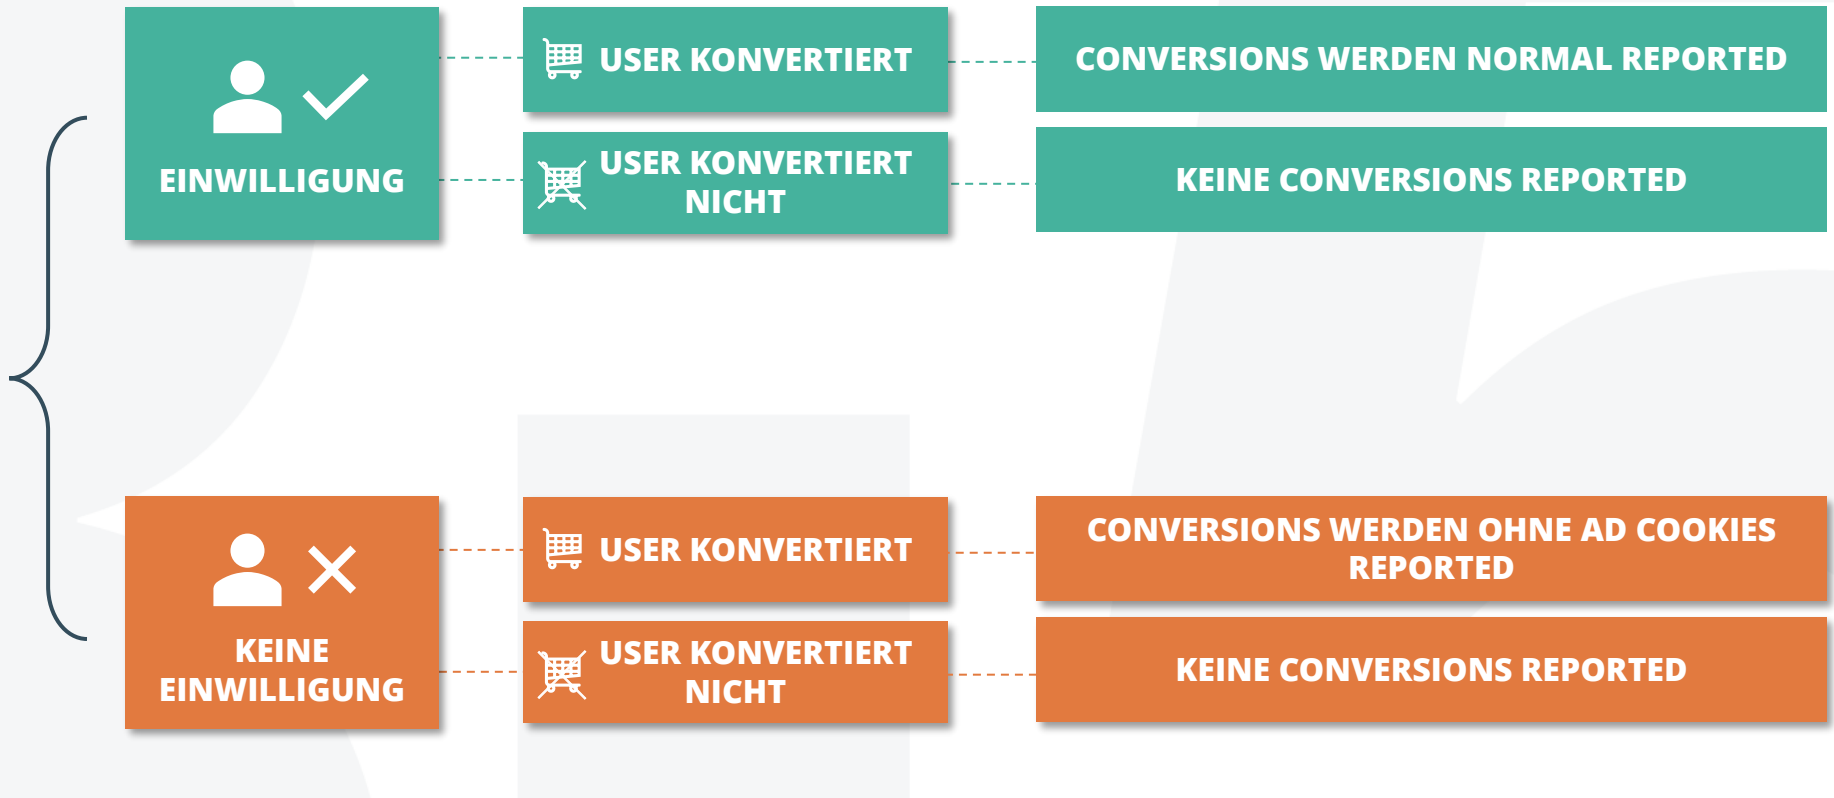 EINWILLIGUNG
USER KONVERTIERT
CONVERSIONS WERDEN NORMAL REPORTED
USER KONVERTIERT
NICHT
KEINE CONVERSIONS REPORTED
KEINE
EINWILLIGUNG
USER KONVERTIERT
CONVERSIONS WERDEN OHNE AD COOKIES
REPORTED
USER KONVERTIERT
NICHT
KEINE CONVERSIONS REPORTED